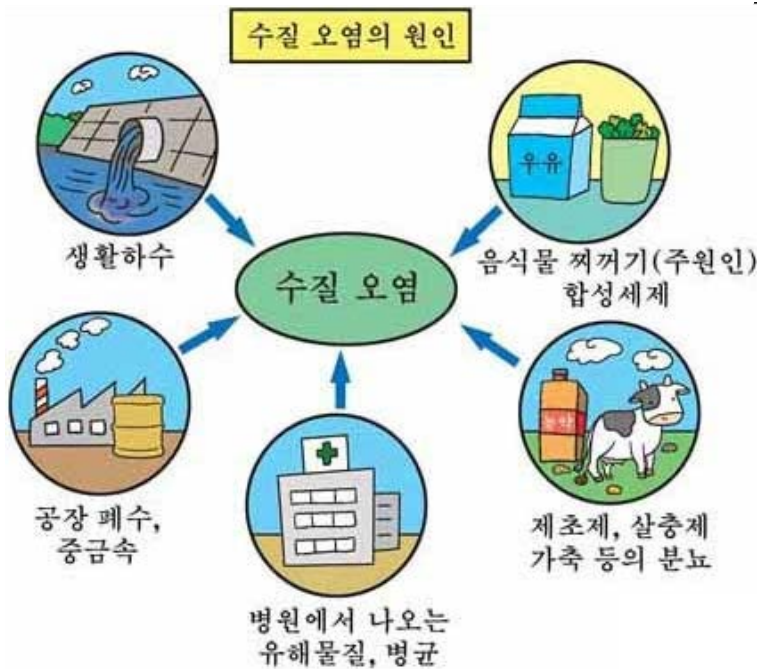 수질 오염의 원인
우유
생활하수
수질 오염
음식물 찌꺼기(주원인)
합성세제
농약
공장 폐수,
중금속
제초제, 살충제
가축 등의 분뇨
병원에서 나오는
유해물질, 병균